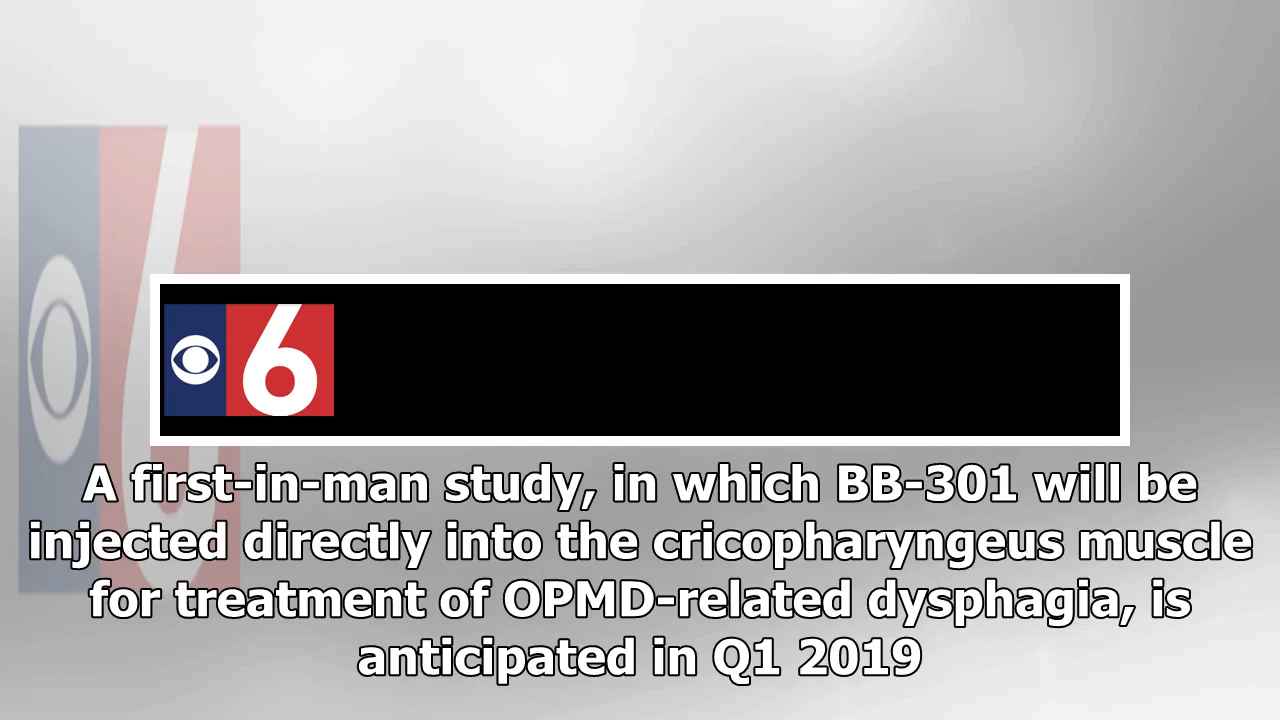 6
A first-in-man study, in which BB-301 will be
injected directly into the cricopharyngeus muscle
for treatment of OPMD-related dysphagia, is
anticipated in Q1 2019